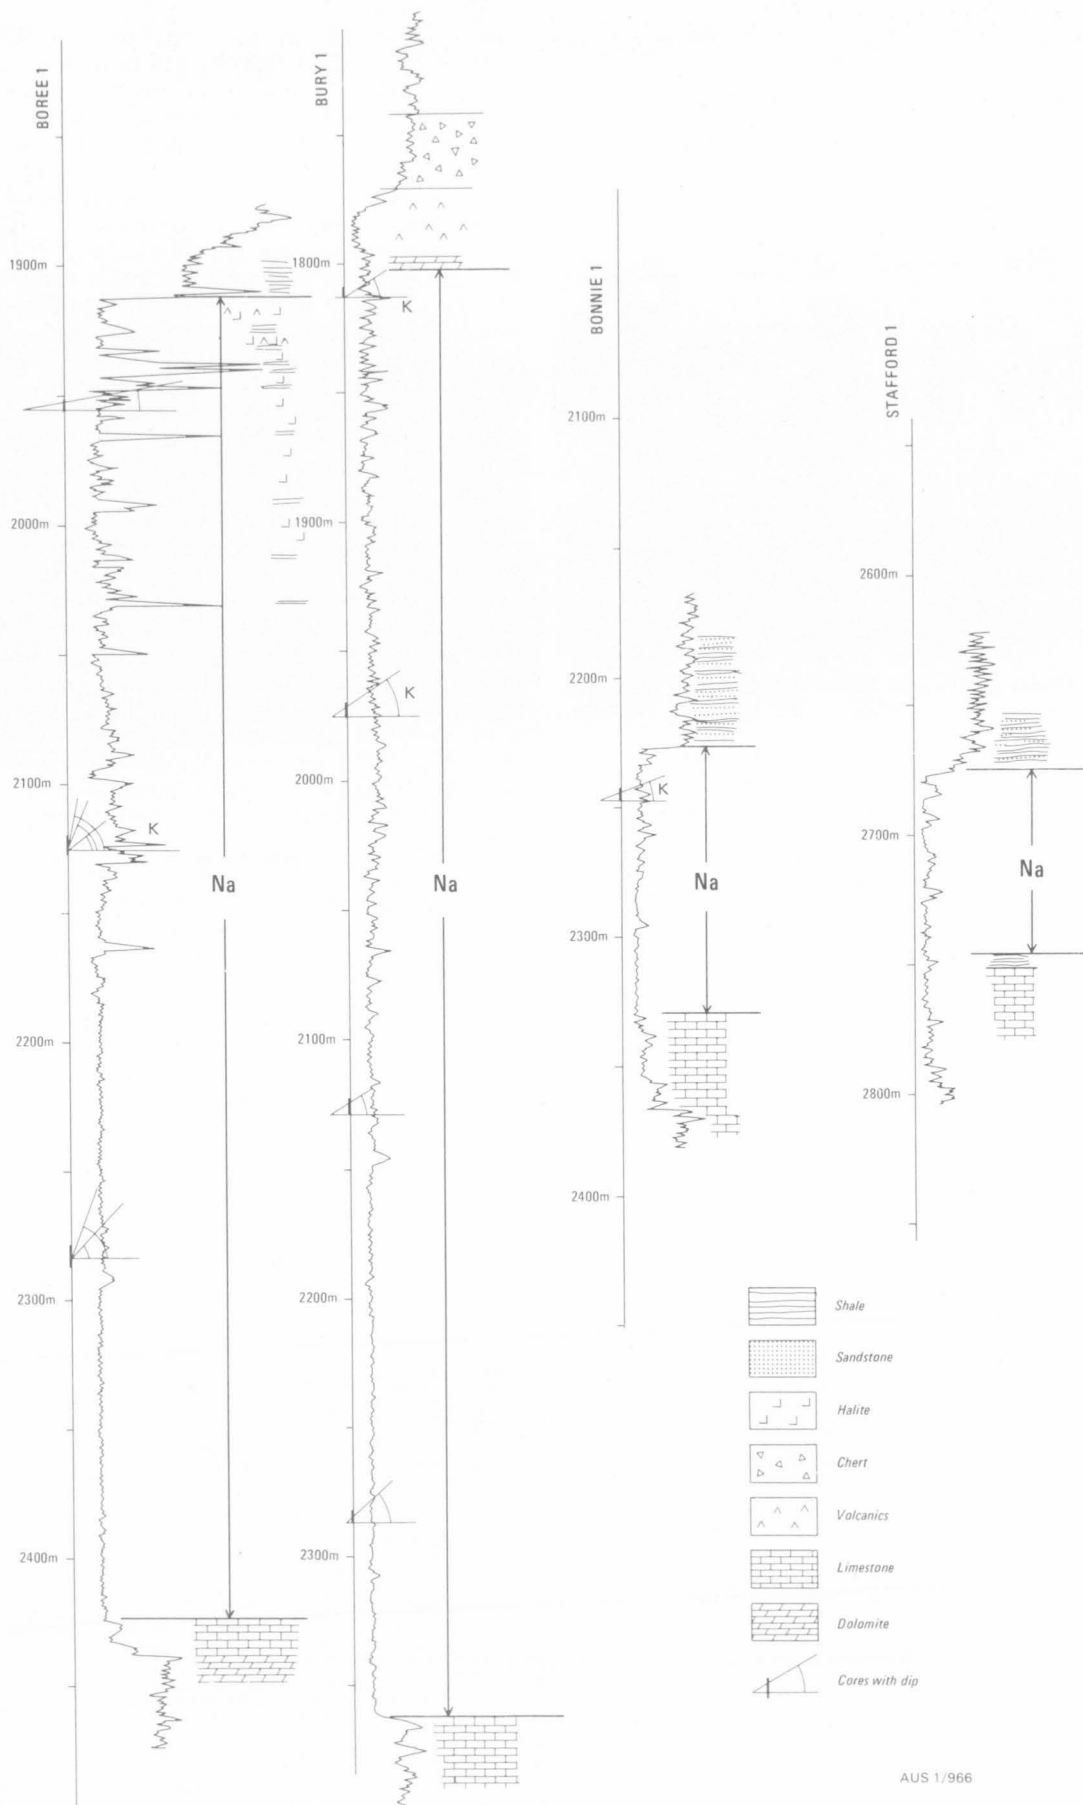 BOREE 1
1900m
2000m
2100m
K
Na
2200m
2300m
2400m
BURY 1
1800m
K
1900m
K
2000m
Na
2100m
2200m
2300m
BONNIE 1
2100m
2200m
K
Na
2300m
2400m
STAFFORD 1
2600m
2700m
Na
2800m
Shale
Sandstone
Halite
Chert
Volcanics
Limestone
Dolomite
Cores with dip
AUS 1/966